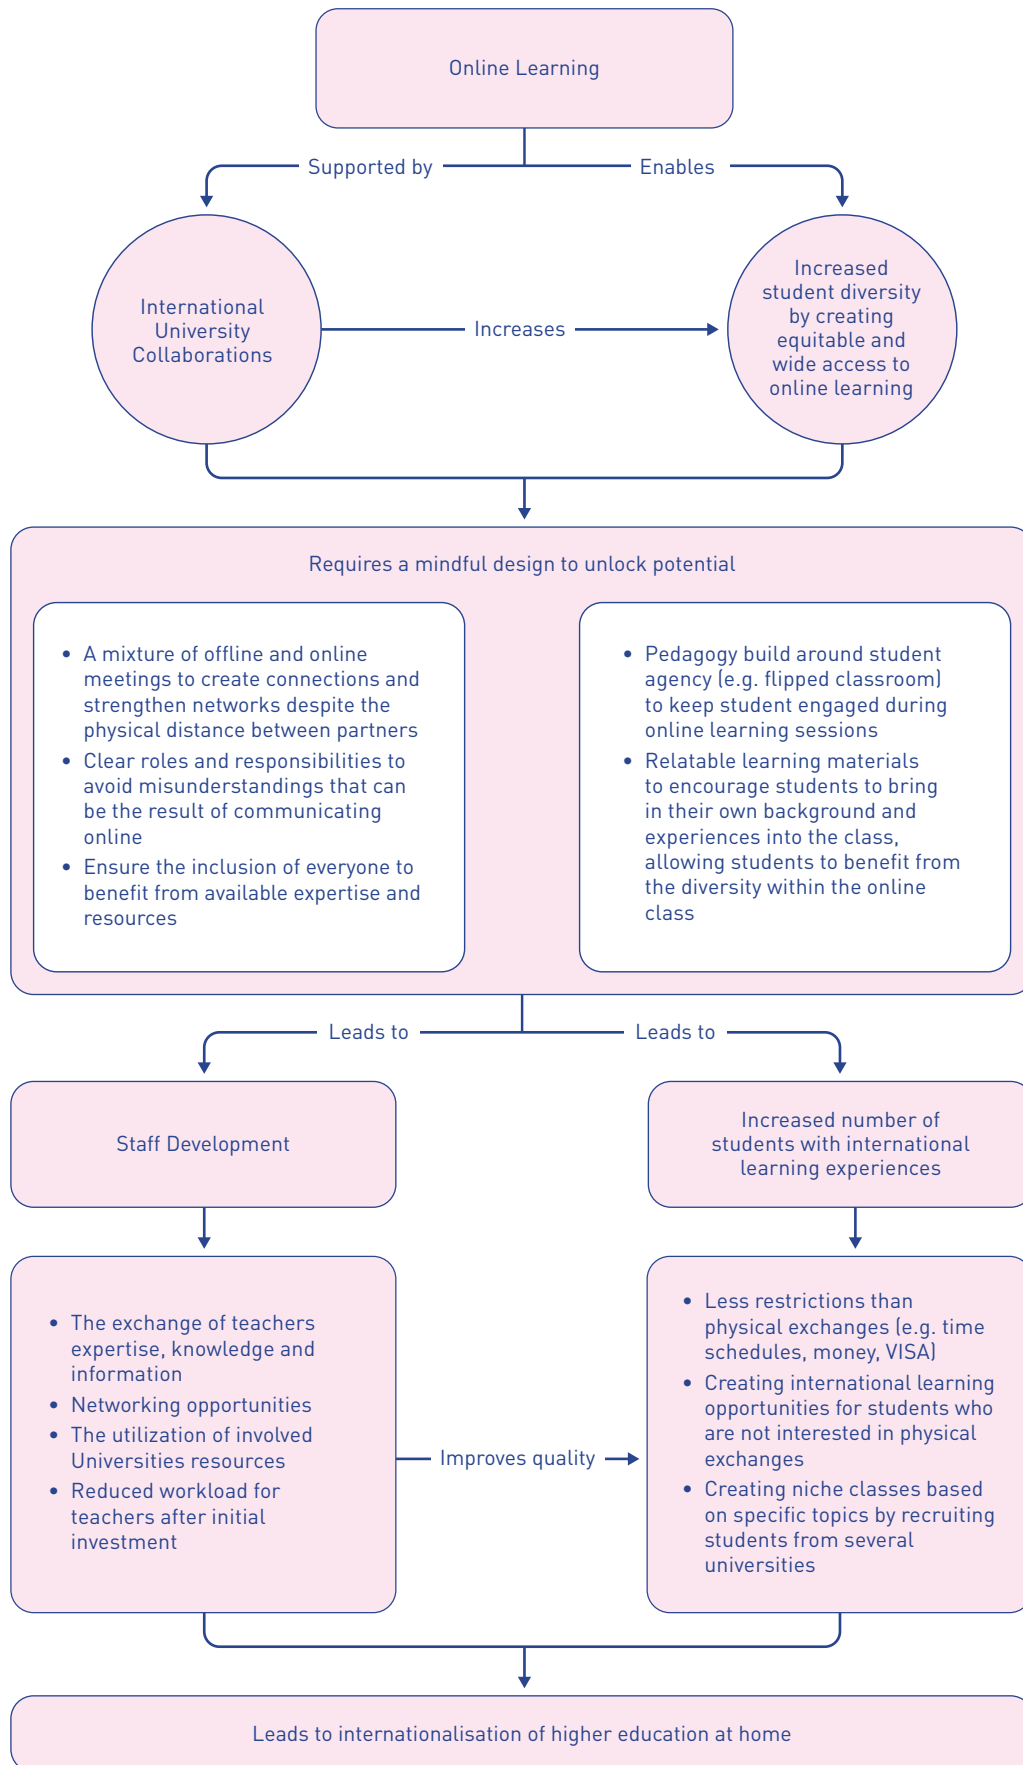 Online Learning
Supported by
Enables
International
University
Collaborations
Increases
Increased
student diversity
by creating
equitable and
wide access to
online learning
Requires a mindful design to unlock potential
• A mixture of offline and online
meetings to create connections and
strengthen networks despite the
physical distance between partners
• Clear roles and responsibilities to
avoid misunderstandings that can
be the result of communicating
online
• Ensure the inclusion of everyone to
benefit from available expertise and
resources
• Pedagogy build around student
agency (e.g. flipped classroom)
to keep student engaged during
online learning sessions
• Relatable learning materials
to encourage students to bring
in their own background and
experiences into the class,
allowing students to benefit from
the diversity within the online
class
Leads to
Leads to
Staff Development
Increased number of
students with international
learning experiences
• The exchange of teachers
expertise, knowledge and
information
• Networking opportunities
• The utilization of involved
Universities resources
• Reduced workload for
teachers after initial
investment
Improves quality
• Less restrictions than
physical exchanges (e.g. time
schedules, money, VISA)
• Creating international learning
opportunities for students who
are not interested in physical
exchanges
• Creating niche classes based
on specific topics by recruiting
students from several
universities
Leads to internationalisation of higher education at home